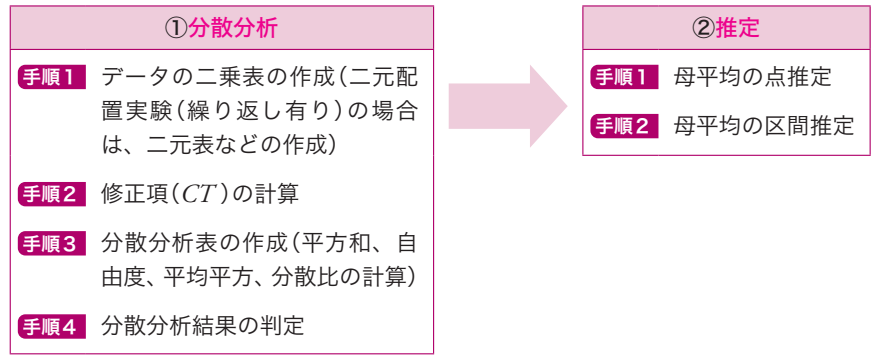 ①分散分析
手順1 データの二乗表の作成(二元配
置実験(繰り返し有り)の場合
は、二元表などの作成)
手順2 修正項(CT)の計算
手順3 分散分析表の作成(平方和、自
由度、平均平方、分散比の計算)
手順4 分散分析結果の判定
②推定
手順1 母平均の点推定
手順2 母平均の区間推定